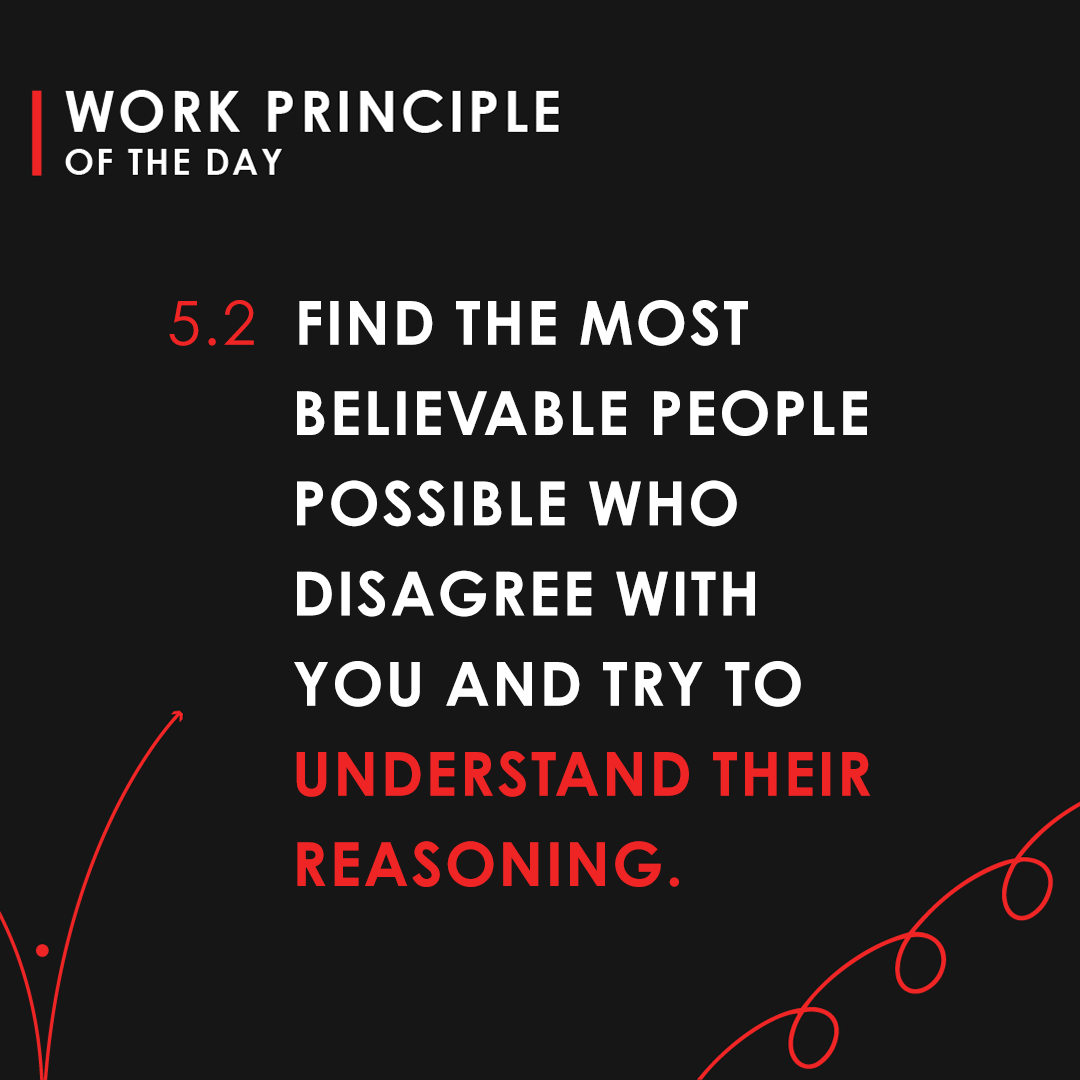 WORK PRINCIPLE
OF THE DAY
5.2 FIND THE MOST
BELIEVABLE PEOPLE
POSSIBLE WHO
DISAGREE WITH
YOU AND TRY TO
UNDERSTAND THEIR
REASONING.